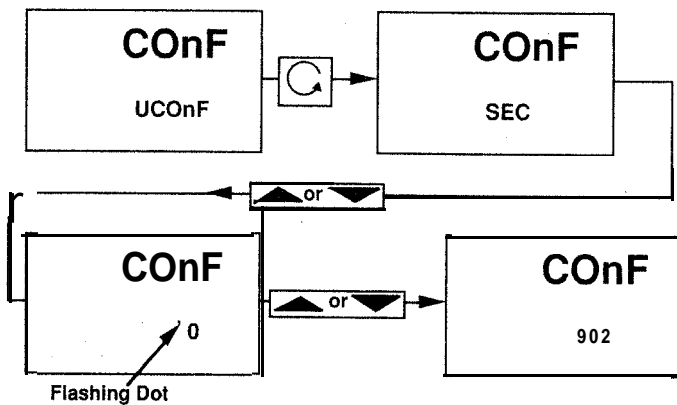 COnF
UCOnF
COnF
SEC
or
COnF
0
Flashing Dot
or
COnF
902